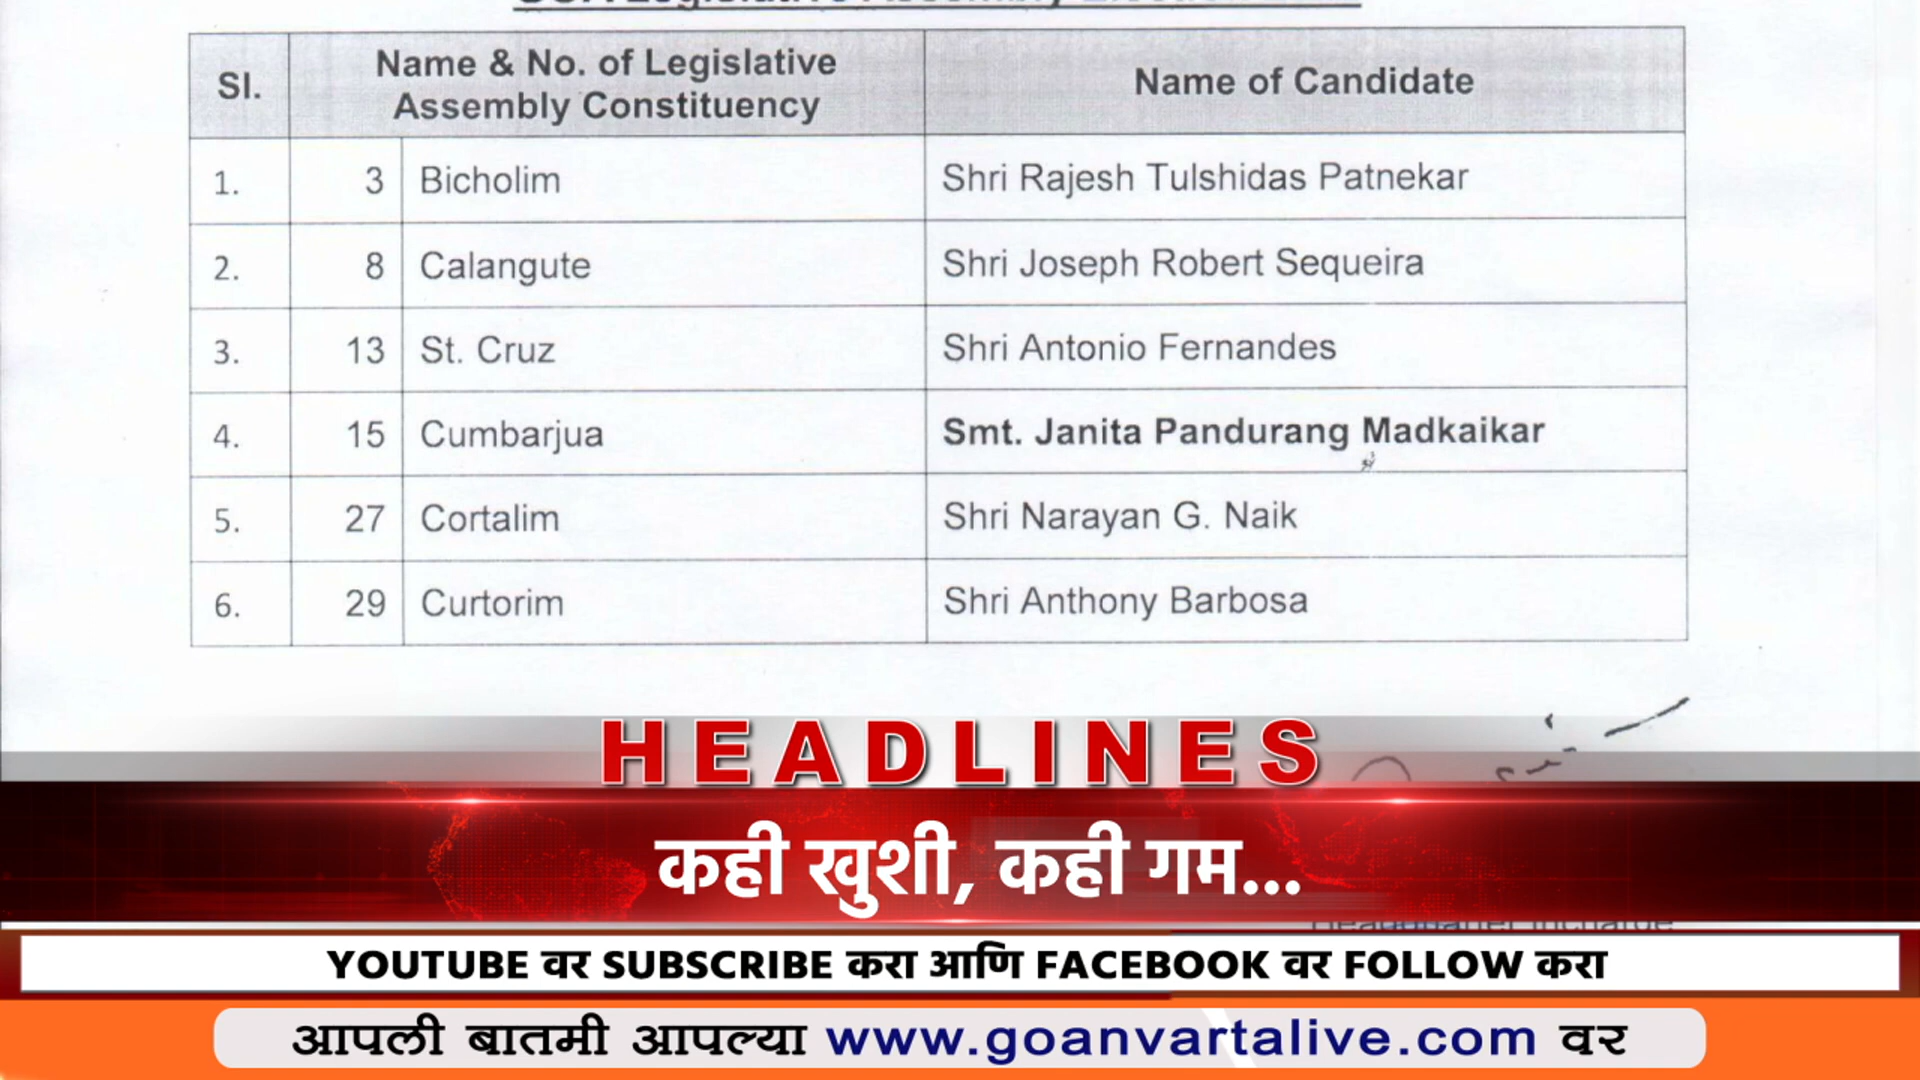 Legislative Assembly
Sl. Name & No. of Legislative Assembly Constituency Name of Candidate
1. 3 Bicholim Shri Rajesh Tulshidas Patnekar
2. 8 Calangute Shri Joseph Robert Sequeira
3. 13 St. Cruz Shri Antonio Fernandes
4. 15 Cumbarjua Smt. Janita Pandurang Madkaikar
5. 27 Cortalim Shri Narayan G. Naik
6. 29 Curtorim Shri Anthony Barbosa
HEADLINES
कही खुशी, कही गम...
YOUTUBE वर SUBSCRIBE करा आणि FACEBOOK वर FOLLOW करा
आपली बातमी आपल्या www.goanvartalive.com वर